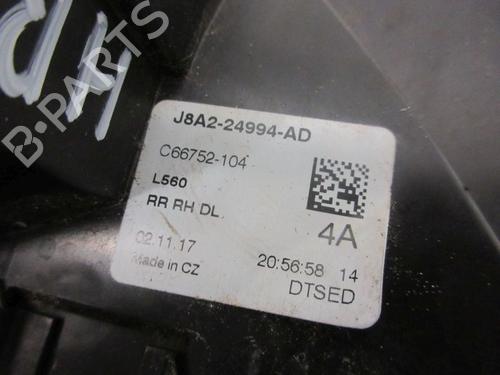 B-PARTS
J8A2-24994-AD
C66752-104
L560
RR RH DL
4A
02.11.17
20:56:58 14
Made in CZ
DTSED